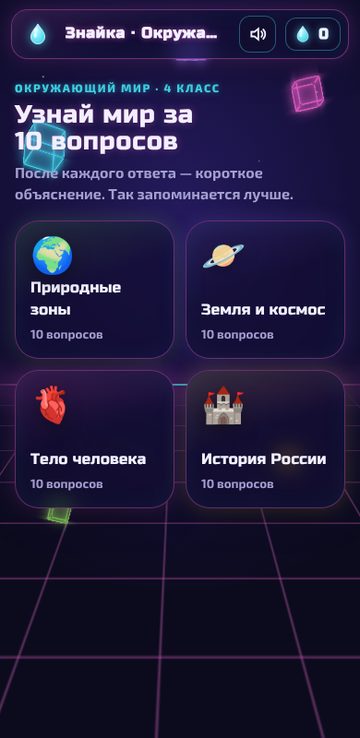 Знайка · Окружа...
0
ОКРУЖАЮЩИЙ МИР · 4 КЛАСС
Узнай мир за
10 вопросов
После каждого ответа — короткое
объяснение. Так запоминается лучше.
Природные
зоны
10 вопросов
Земля и космос
10 вопросов
Тело человека
10 вопросов
История России
10 вопросов